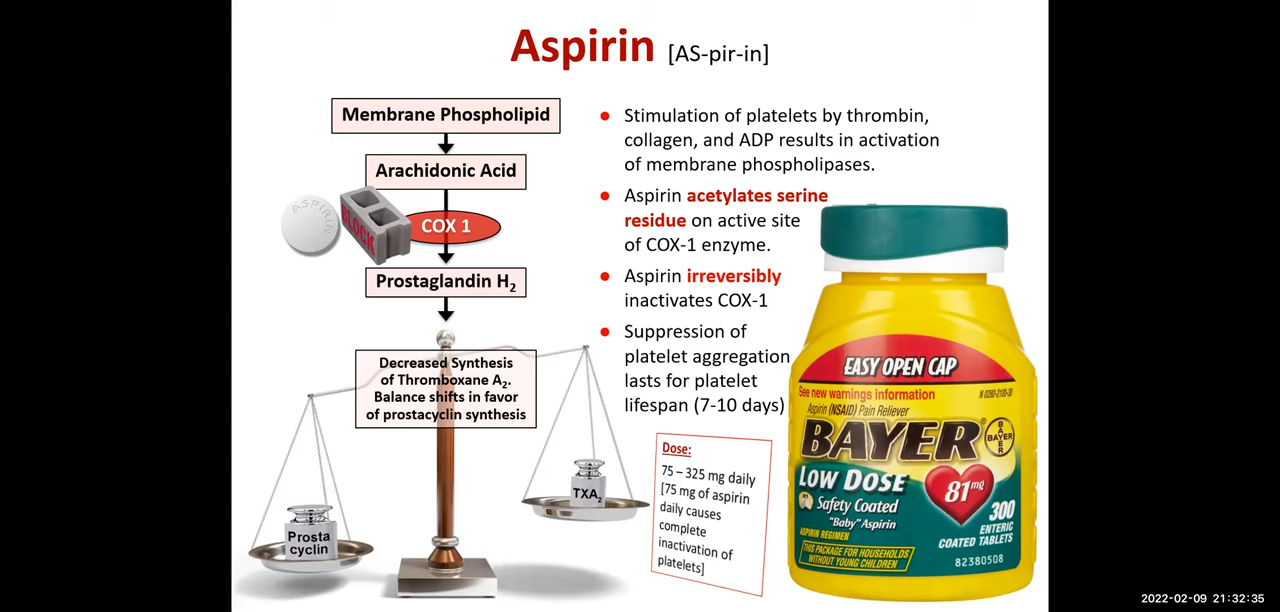 Aspirin [AS-pir-in]
Membrane Phospholipid
Arachidonic Acid
ASPIRIN
BLOCK
COX 1
Prostaglandin H₂
Decreased Synthesis
of Thromboxane A₂.
Balance shifts in favor
of prostacyclin synthesis
Prosta
cyclin
TXA₂
• Stimulation of platelets by thrombin,
collagen, and ADP results in activation
of membrane phospholipases.
• Aspirin acetylates serine
residue on active site
of COX-1 enzyme.
• Aspirin irreversibly
inactivates COX-1
• Suppression of
platelet aggregation
lasts for platelet
lifespan (7-10 days)
Dose:
75 – 325 mg daily
[75 mg of aspirin
daily causes
complete
inactivation of
platelets]
EASY OPEN CAP
See new warnings information
N 0280-2100-30
Aspirin (NSAID) Pain Reliever
BAYER®
BAYER
BAYER
LOW DOSE
81mg
Safety Coated
"Baby" Aspirin
300
ENTERIC
COATED TABLETS
ASPIRIN REGIMEN
THIS PACKAGE FOR HOUSEHOLDS
WITHOUT YOUNG CHILDREN
82380508
2022-02-09 21:32:35